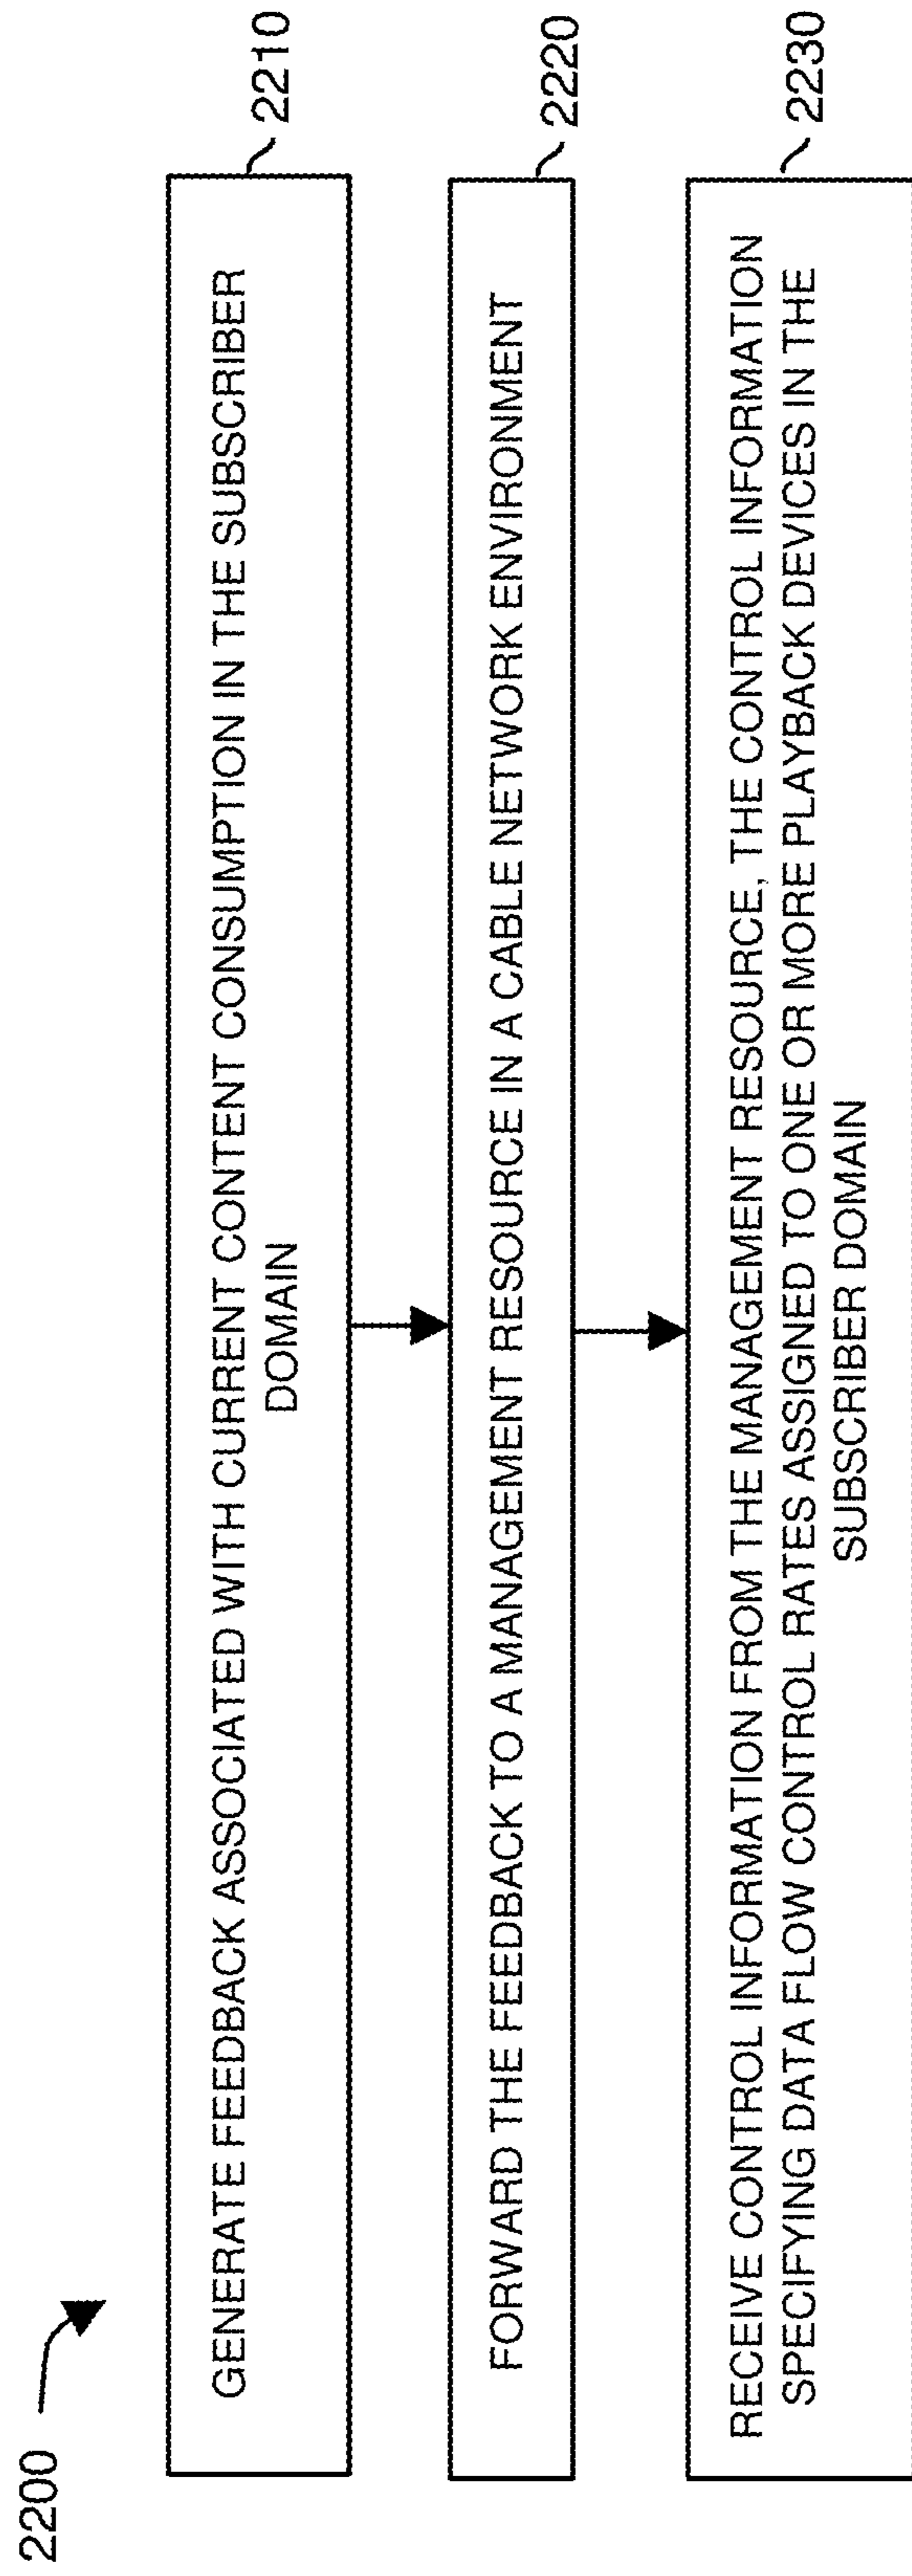 2200
GENERATE FEEDBACK ASSOCIATED WITH CURRENT CONTENT CONSUMPTION IN THE SUBSCRIBER
DOMAIN
2210
FORWARD THE FEEDBACK TO A MANAGEMENT RESOURCE IN A CABLE NETWORK ENVIRONMENT
2220
RECEIVE CONTROL INFORMATION FROM THE MANAGEMENT RESOURCE, THE CONTROL INFORMATION
SPECIFYING DATA FLOW CONTROL RATES ASSIGNED TO ONE OR MORE PLAYBACK DEVICES IN THE
SUBSCRIBER DOMAIN
2230